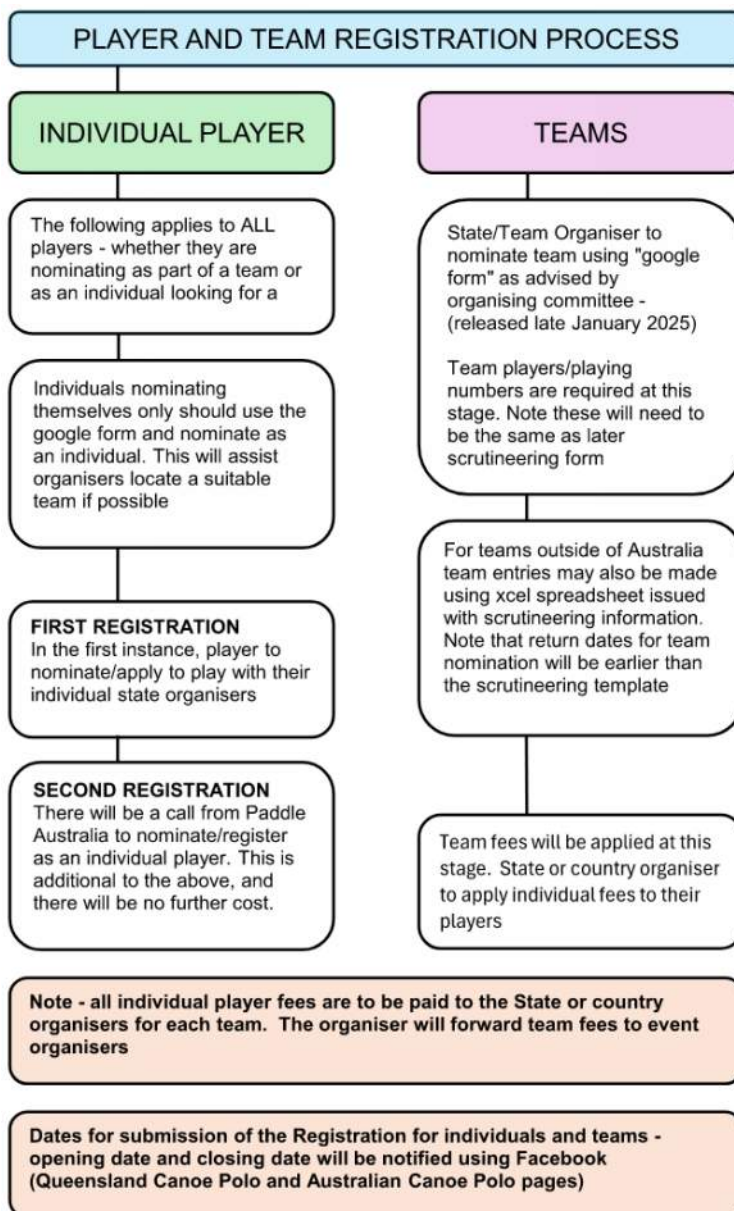 PLAYER AND TEAM REGISTRATION PROCESS
INDIVIDUAL PLAYER
The following applies to ALL
players - whether they are
nominating as part of a team or
as an individual looking for a
Individuals nominating
themselves only should use the
google form and nominate as
an individual. This will assist
organisers locate a suitable
team if possible
FIRST REGISTRATION
In the first instance, player to
nominate/apply to play with their
individual state organisers
SECOND REGISTRATION
There will be a call from Paddle
Australia to nominate/register
as an individual player. This is
additional to the above, and
there will be no further cost.
TEAMS
State/Team Organiser to
nominate team using "google
form" as advised by
organising committee -
(released late January 2025)
Team players/playing
numbers are required at this
stage. Note these will need to
be the same as later
scrutineering form
For teams outside of Australia
team entries may also be made
using xcel spreadsheet issued
with scrutineering information.
Note that return dates for team
nomination will be earlier than
the scrutineering template
Team fees will be applied at this
stage. State or country organiser
to apply individual fees to their
players
Note - all individual player fees are to be paid to the State or country
organisers for each team. The organiser will forward team fees to event
organisers
Dates for submission of the Registration for individuals and teams -
opening date and closing date will be notified using Facebook
(Queensland Canoe Polo and Australian Canoe Polo pages)